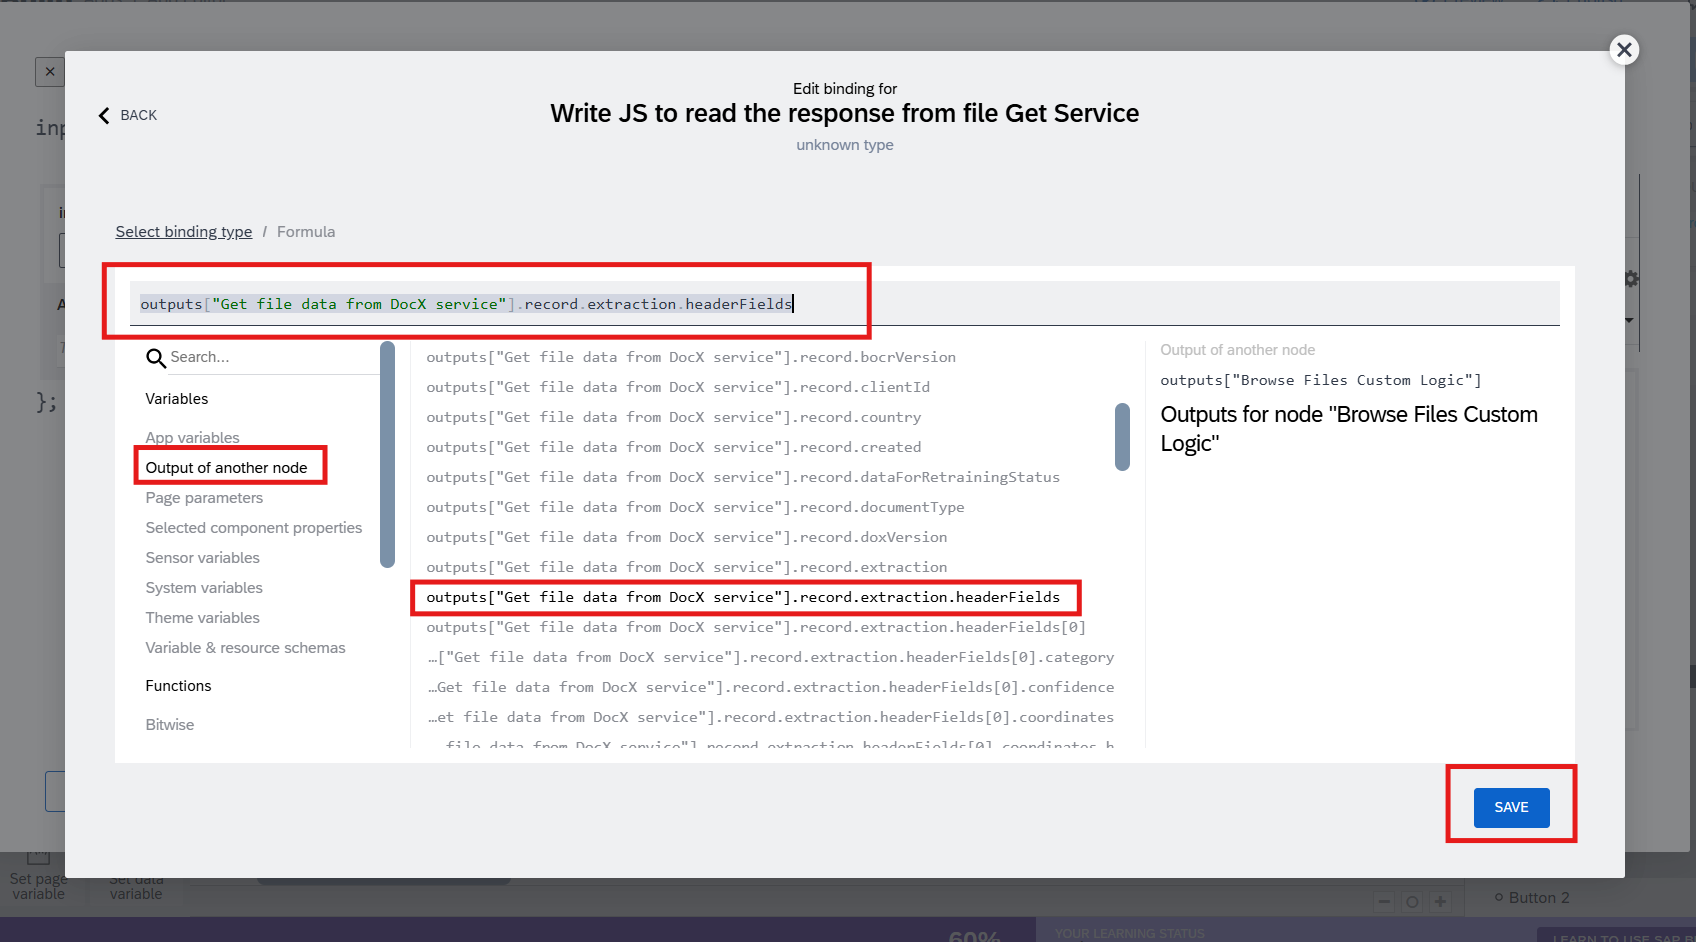 Edit binding for
BACK
Write JS to read the response from file Get Service
unknown type
Select binding type / Formula
outputs["Get file data from DocX service"].record.extraction.headerFields
Search...
Variables
App variables
Output of another node
Page parameters
Selected component properties
Sensor variables
System variables
Theme variables
Variable & resource schemas
Functions
Bitwise
outputs["Get file data from DocX service"].record.bocrVersion
outputs["Get file data from DocX service"].record.clientId
outputs["Get file data from DocX service"].record.country
outputs["Get file data from DocX service"].record.created
outputs["Get file data from DocX service"].record.dataForRetrainingStatus
outputs["Get file data from DocX service"].record.documentType
outputs["Get file data from DocX service"].record.doxVersion
outputs["Get file data from DocX service"].record.extraction
outputs["Get file data from DocX service"].record.extraction.headerFields
outputs["Get file data from DocX service"].record.extraction.headerFields[0]
…["Get file data from DocX service"].record.extraction.headerFields[0].category
…Get file data from DocX service"].record.extraction.headerFields[0].confidence
…et file data from DocX service"].record.extraction.headerFields[0].coordinates
Output of another node
outputs["Browse Files Custom Logic"]
Outputs for node "Browse Files Custom
Logic"
SAVE
};
Set page
variable
Set data
variable
Button 2
60%
YOUR LEARNING STATUS